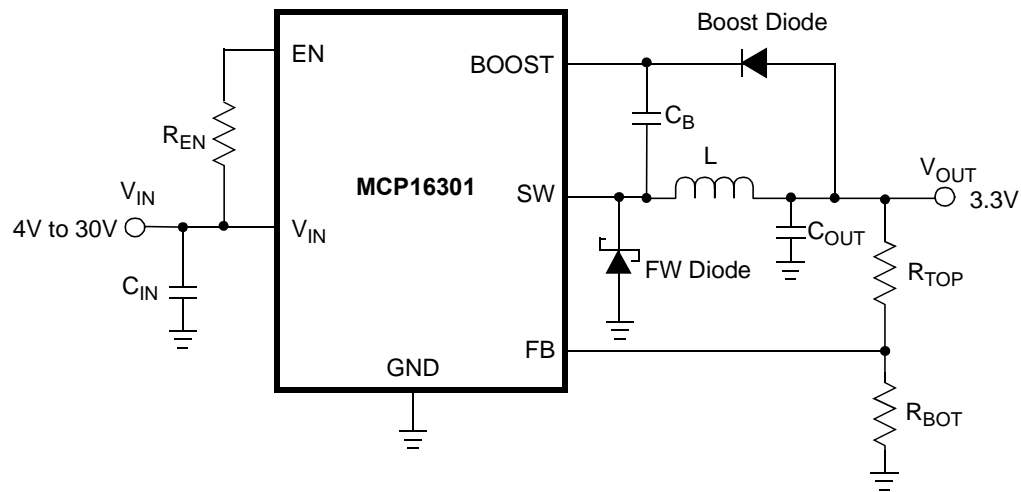 Boost Diode
EN
BOOST
C_B
R_EN
L
V_OUT
MCP16301
V_IN
SW
3.3V
4V to 30V
V_IN
C_OUT
FW Diode
R_TOP
C_IN
FB
GND
R_BOT